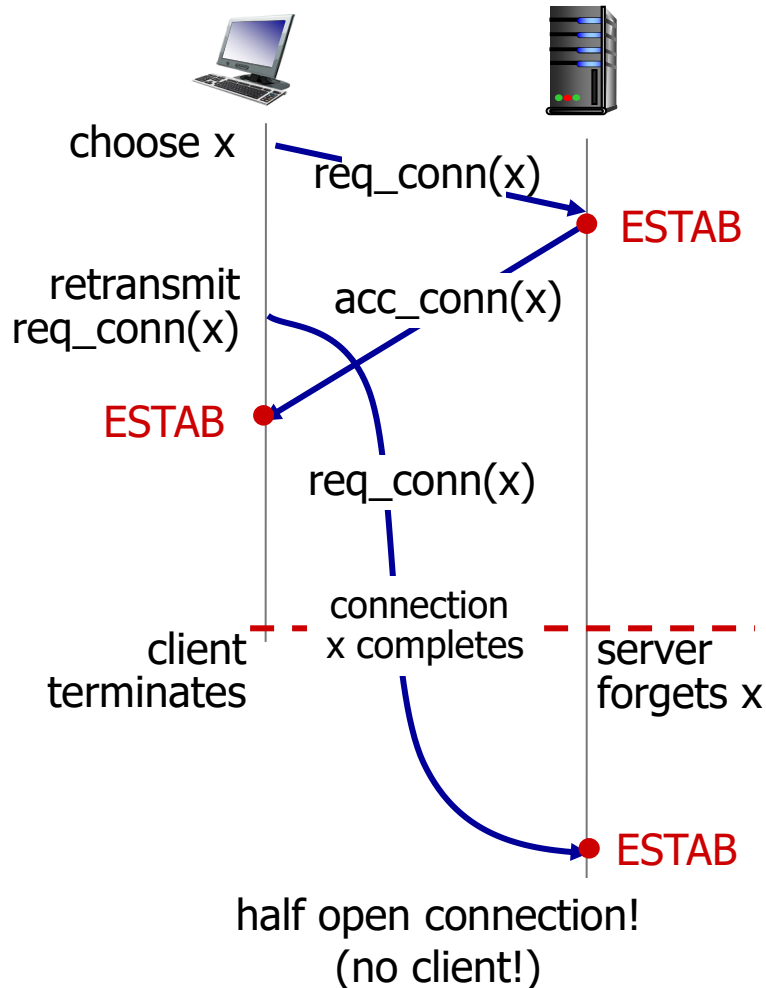 choose x
req_conn(x)
ESTAB
retransmit
req_conn(x)
acc_conn(x)
ESTAB
req_conn(x)
connection
x completes
client
terminates
server
forgets x
ESTAB
half open connection!
(no client!)